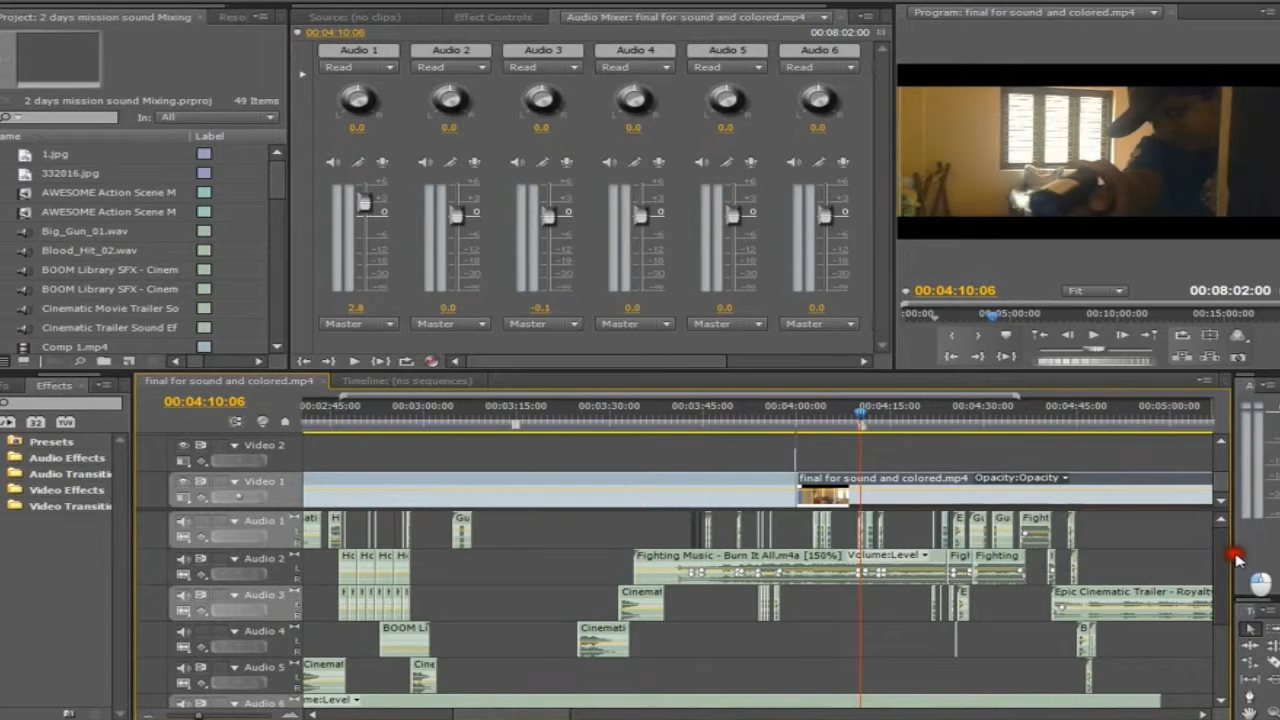 Project: 2 days mission sound Mixing
Reso
2 days mission sound Mixing.prproj
49 Items
In: All
ame
Label
1.jpg
332816.jpg
AWESOME Action Scene M
AWESOME Action Scene M
Big_Gun_01.wav
Blood_Hit_02.wav
BOOM Library SFX - Cinem
BOOM Library SFX - Cinem
Cinematic Movie Trailer So
Cinematic Trailer Sound Ef
Comp 1.mp4
Source: (no clips)
Effect Controls
Audio Mixer: final for sound and colored.mp4
00:04:10:06
00:08:02:00
Audio 1 Audio 2 Audio 3 Audio 4 Audio 5 Audio 6
Read Read Read Read Read Read
L R L R L R L R L R L R
0.0 0.0 0.0 0.0 0.0 0.0
2.8 0.0 -0.1 0.0 0.0 0.0
Master Master Master Master Master Master
Program: final for sound and colored.mp4
00:04:10:06
Fit
00:08:02:00
:00:00
00:05:00:00
00:10:00:00
00:15:00:00
Effects
32
YUV
Presets
Audio Effects
Audio Transiti
Video Effects
Video Transitio
final for sound and colored.mp4
Timeline: (no sequences)
00:04:10:06
00:02:45:00 00:03:00:00 00:03:15:00 00:03:30:00 00:03:45:00 00:04:00:00 00:04:15:00 00:04:30:00 00:04:45:00 00:05:00:00
Video 2
Video 1
final for sound and colored.mp4 Opacity:Opacity
Audio 1
ati
H
Gu
E
Gu
Gu
Fight
Audio 2
Hc
Hc
Hc
Hc
Fighting Music - Burn It All.m4a [150%] Volume:Level
Figh
Fighting
Audio 3
Cinemat
E
Epic Cinematic Trailer - Royalty
Audio 4
BOOM Li
Cinemati
B
Audio 5
Cinemat
Cine
Audio 6
me:Level